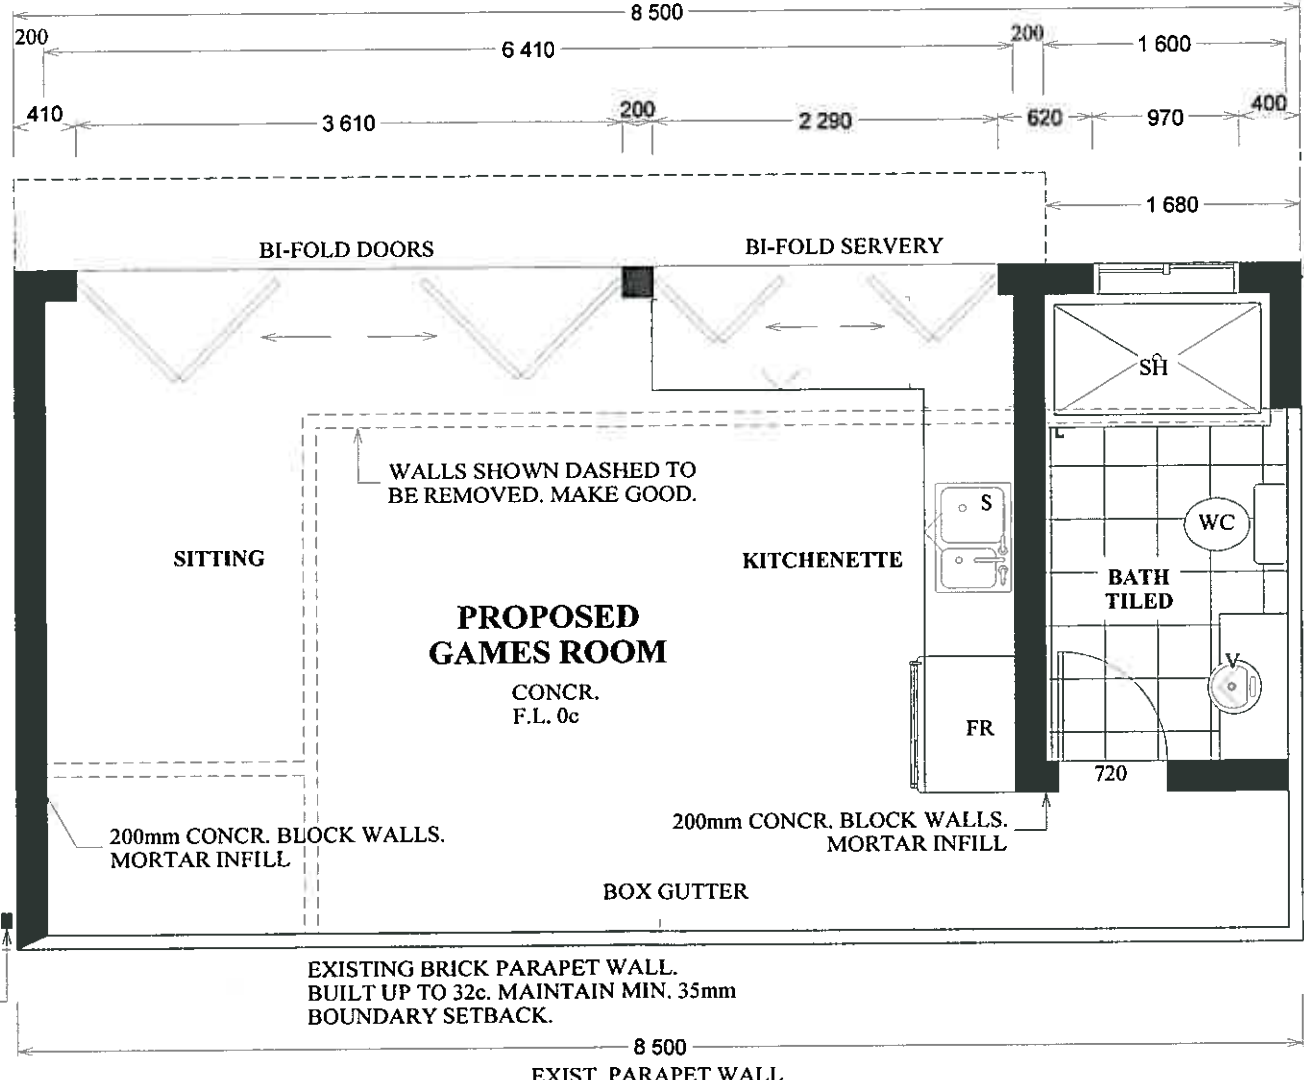 8 500
200
6 410
200
1 600
410
3 610
200
2 290
620
970
400
1 680
BI-FOLD DOORS
BI-FOLD SERVERY
SH
WALLS SHOWN DASHED TO
BE REMOVED. MAKE GOOD.
S
WC
SITTING
KITCHENETTE
BATH
TILED
PROPOSED
GAMES ROOM
CONCR.
F.L. 0c
V
FR
720
200mm CONCR. BLOCK WALLS.
MORTAR INFILL
200mm CONCR. BLOCK WALLS.
MORTAR INFILL
BOX GUTTER
EXISTING BRICK PARAPET WALL.
BUILT UP TO 32c. MAINTAIN MIN. 35mm
BOUNDARY SETBACK.
8 500
EXIST. PARAPET WALL